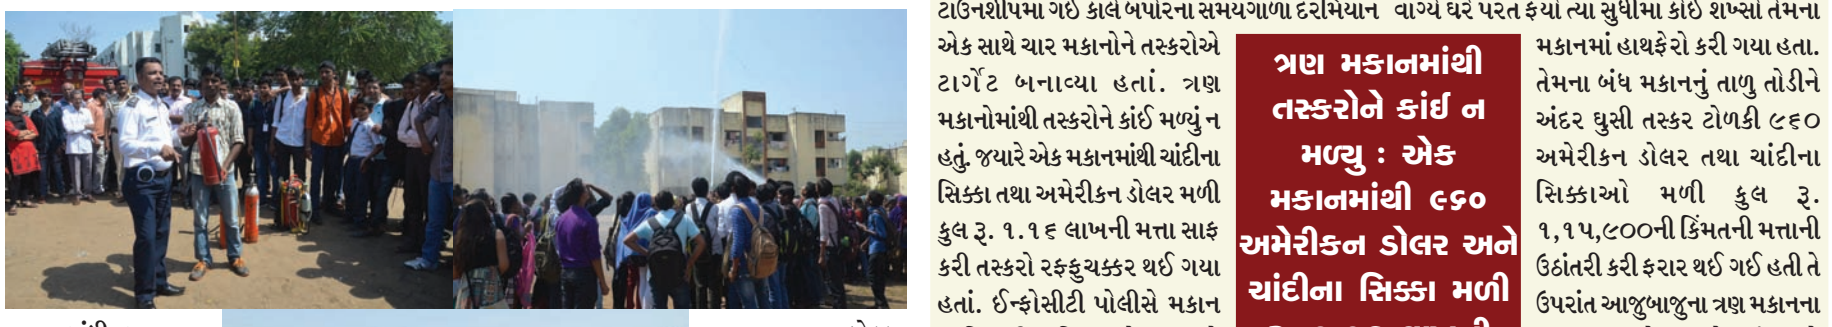 ટાઉનશીપમાં ગઈ કાલે બપોરના સમયગાળા દરમિયાન
એક સાથે ચાર મકાનોને તસ્કરોએ
ટાર્ગેટ બનાવ્યા હતાં. ત્રણ
મકાનોમાંથી તસ્કરોને કાંઈ મળ્યું ન
હતું. જયારે એક મકાનમાંથી ચાંદીના
સિક્કા તથા અમેરીકન ડોલર મળી
કુલ રૂ. ૧.૧૬ લાખની મત્તા સાફ
કરી તસ્કરો રફ્ફુચક્કર થઈ ગયા
હતાં. ઈન્ફોસીટી પોલીસે મકાન
ત્રણ મકાનમાંથી
તસ્કરોને કાંઈ ન
મળ્યુ : એક
મકાનમાંથી ૯૬૦
અમેરીકન ડોલર અને
ચાંદીના સિક્કા મળી
વાગ્યે ઘરે પરત ફર્યા ત્યાં સુધીમાં કોઈ શખ્સો તેમના
મકાનમાં હાથફેરો કરી ગયા હતા.
તેમના બંધ મકાનનું તાળુ તોડીને
અંદર ઘુસી તસ્કર ટોળકી ૯૬૦
અમેરીકન ડોલર તથા ચાંદીના
સિક્કાઓ મળી કુલ રૂ.
૧,૧૫,૯૦૦ની કિંમતની મત્તાની
ઉઠાંતરી કરી ફરાર થઈ ગઈ હતી તે
ઉપરાંત આજુબાજુના ત્રણ મકાનના